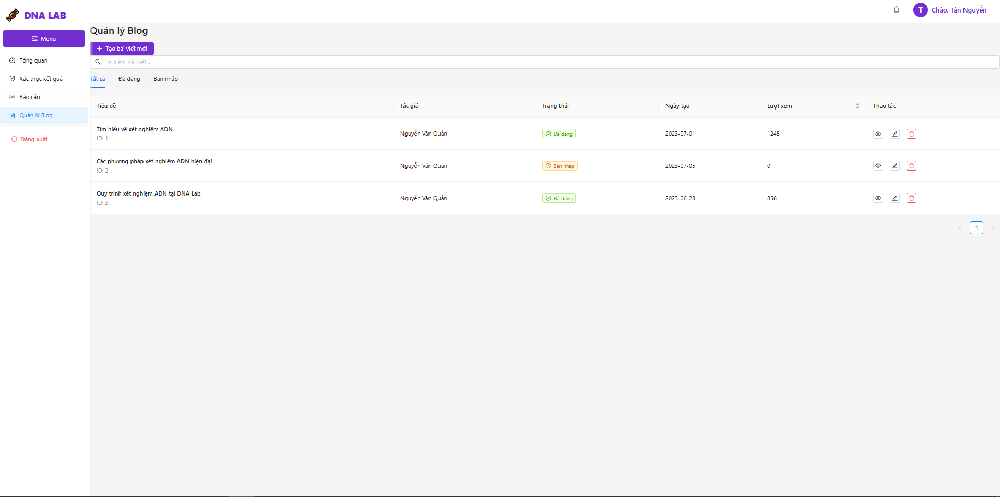 DNA LAB
T Chào, Tân Nguyễn
Menu
Tổng quan
Xác thực kết quả
Báo cáo
Quản lý Blog
Đăng xuất
Quản lý Blog
Tạo bài viết mới
Tìm kiếm bài viết...
Tất cả Đã đăng Bản nháp
Tiêu đề Tác giả Trạng thái Ngày tạo Lượt xem Thao tác
Tìm hiểu về xét nghiệm ADN
ID: 1
Nguyễn Văn Quản Đã đăng 2023-07-01 1245
Các phương pháp xét nghiệm ADN hiện đại
ID: 2
Nguyễn Văn Quản Bản nháp 2023-07-05 0
Quy trình xét nghiệm ADN tại DNA Lab
ID: 3
Nguyễn Văn Quản Đã đăng 2023-06-28 856
1